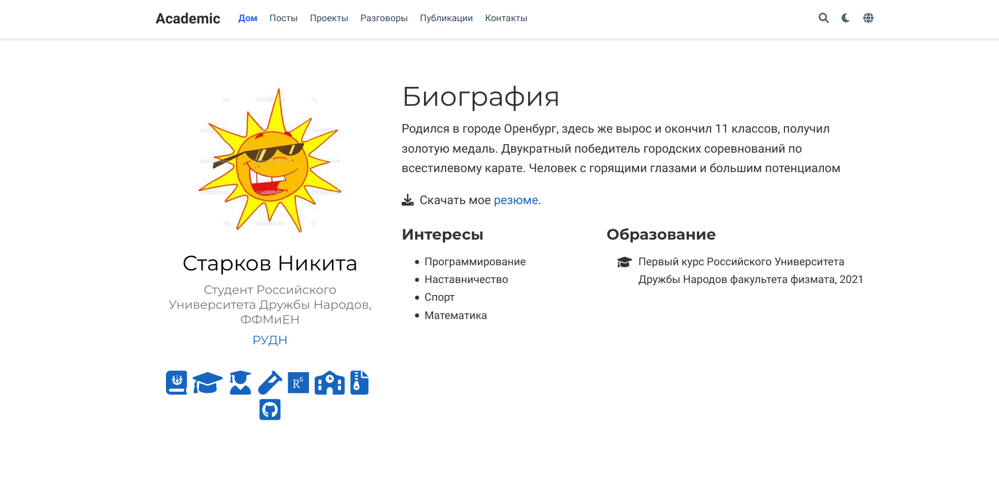 Academic Дом Посты Проекты Разговоры Публикации Контакты
Биография
Родился в городе Оренбург, здесь же вырос и окончил 11 классов, получил
золотую медаль. Двукратный победитель городских соревнований по
всестилевому карате. Человек с горящими глазами и большим потенциалом
Скачать мое резюме.
Старков Никита
Студент Российского
Университета Дружбы Народов,
ФФМиЕН
РУДН
RG
Интересы
Программирование
Наставничество
Спорт
Математика
Образование
Первый курс Российского Университета
Дружбы Народов факультета физмата, 2021